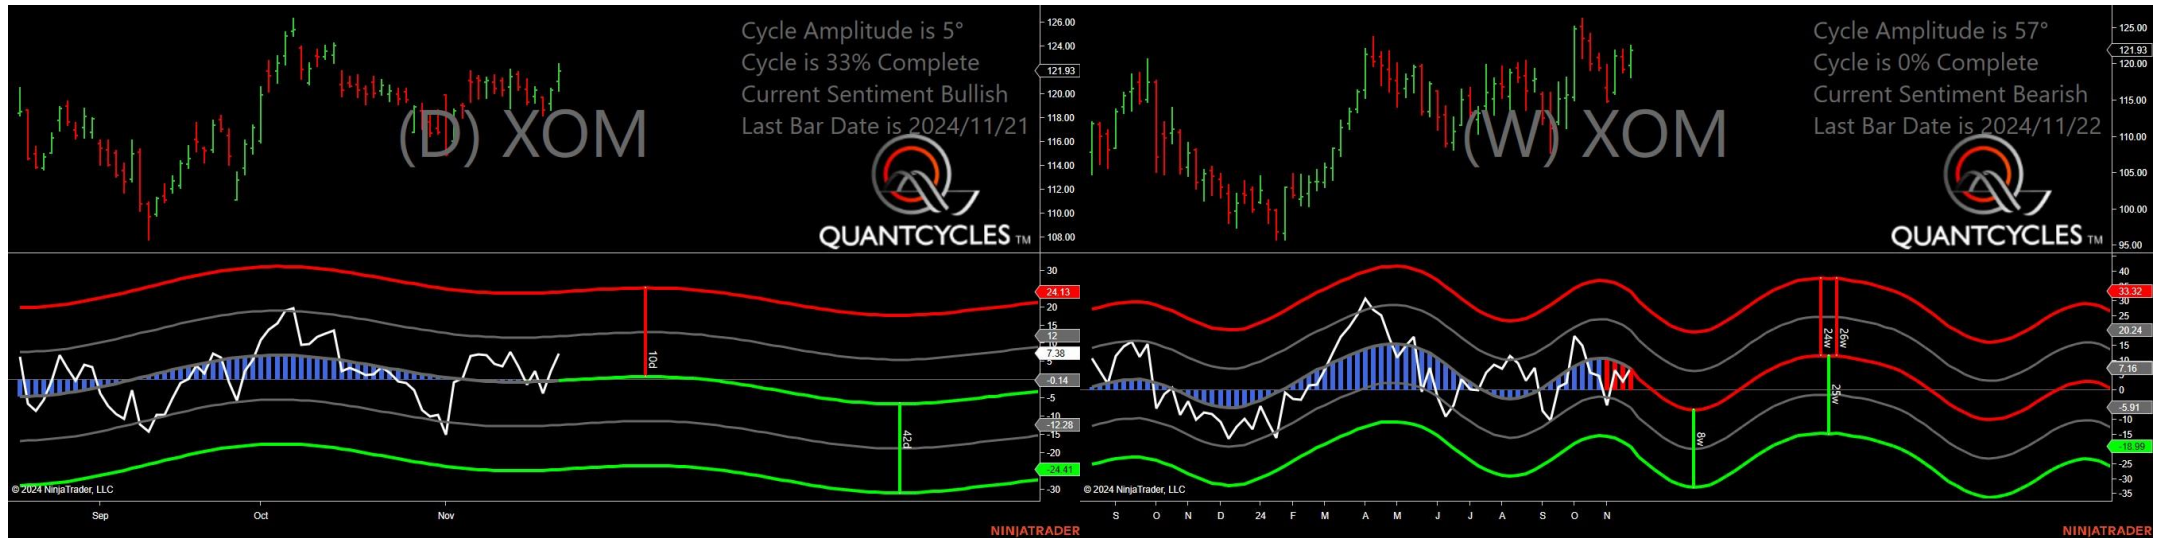 Cycle Amplitude is 5°
Cycle is 33% Complete
Current Sentiment Bullish
Last Bar Date is 2024/11/21
(D) XOM
QUANTCYCLES TM
126.00
124.00
121.93
120.00
118.00
116.00
114.00
112.00
110.00
108.00
30
24.13
20
15
12
7.38
5
-0.14
-5
-10
-12.28
-15
-20
-24.41
-30
10d
42d
© 2024 NinjaTrader, LLC
Sep
Oct
Nov
NINJATRADER
Cycle Amplitude is 57°
Cycle is 0% Complete
Current Sentiment Bearish
Last Bar Date is 2024/11/22
(W) XOM
QUANTCYCLES TM
125.00
121.93
120.00
115.00
110.00
105.00
100.00
95.00
40
33.32
30
25
20.24
15
10
7.16
5
0
-5.91
-10
-15
-18.99
-25
-30
-35
24w
26w
25w
8w
© 2024 NinjaTrader, LLC
S O N D 24 F M A M J J A S O N
NINJATRADER